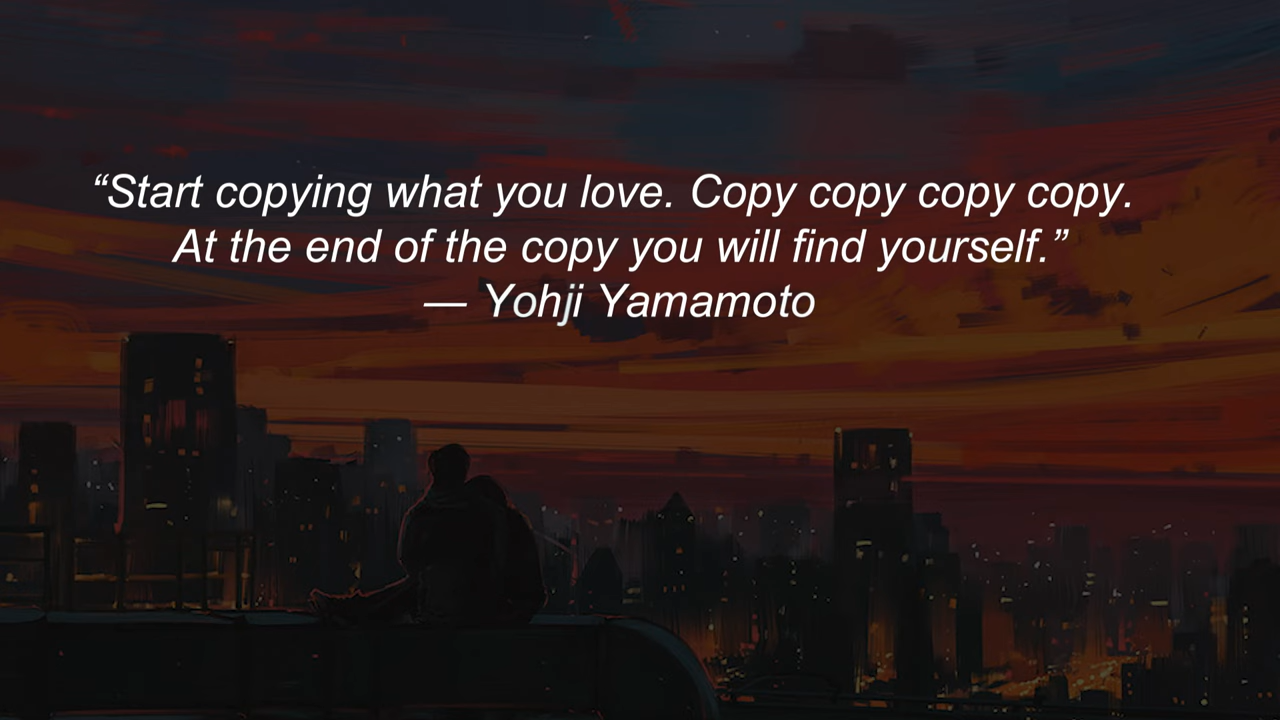 “Start copying what you love. Copy copy copy copy.
At the end of the copy you will find yourself.”
— Yohji Yamamoto